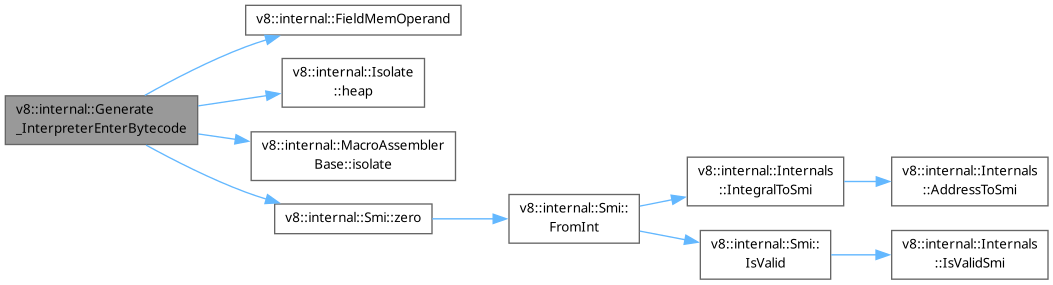 v8::internal::FieldMemOperand
v8::internal::Isolate
::heap
v8::internal::Generate
_InterpreterEnterBytecode
v8::internal::MacroAssembler
Base::isolate
v8::internal::Smi::zero
v8::internal::Smi::
FromInt
v8::internal::Internals
::IntegralToSmi
v8::internal::Internals
::AddressToSmi
v8::internal::Smi::
IsValid
v8::internal::Internals
::IsValidSmi